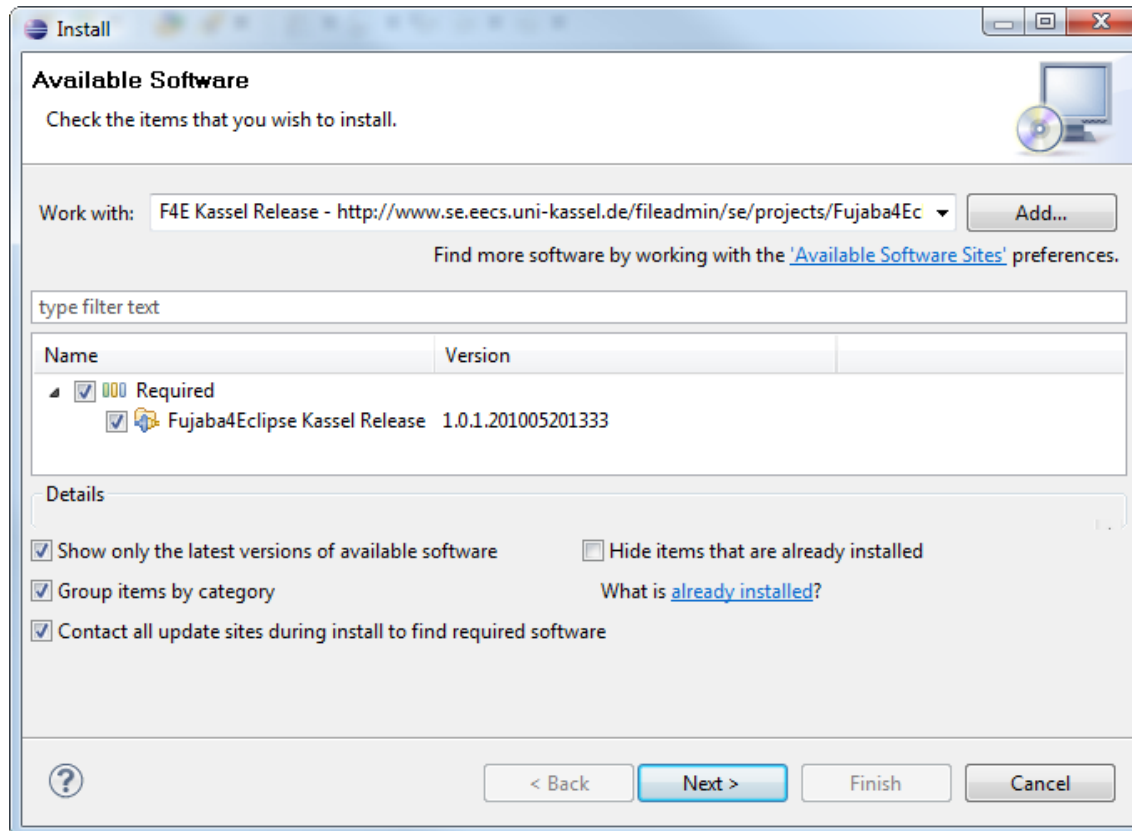 Install
Available Software
Check the items that you wish to install.
Work with: F4E Kassel Release - http://www.se.eecs.uni-kassel.de/fileadmin/se/projects/Fujaba4Ec Add...
Find more software by working with the 'Available Software Sites' preferences.
type filter text
Name Version
Required
Fujaba4Eclipse Kassel Release 1.0.1.201005201333
Details
Show only the latest versions of available software Hide items that are already installed
Group items by category What is already installed?
Contact all update sites during install to find required software
< Back Next > Finish Cancel